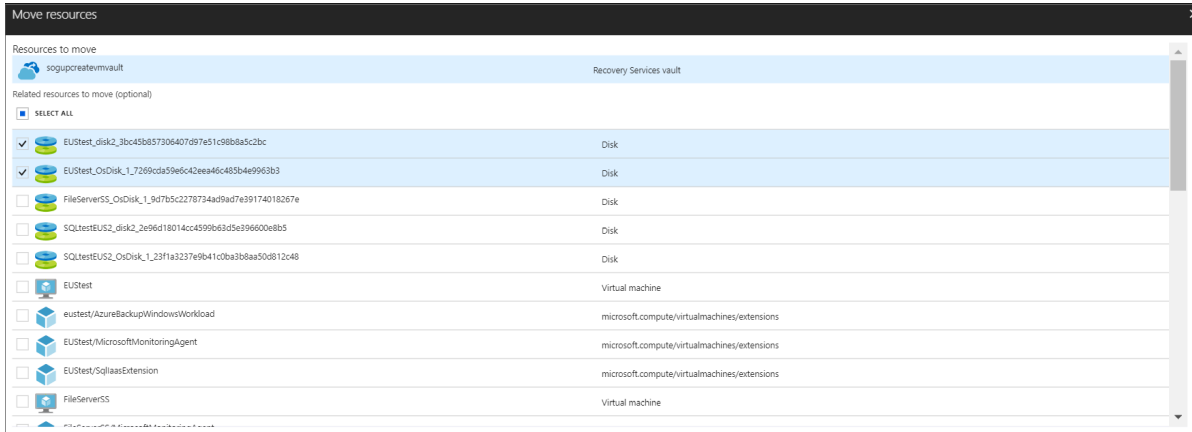 Move resources
Resources to move
sogupcreatevmvault Recovery Services vault
Related resources to move (optional)
SELECT ALL
EUStest_disk2_3bc45b857306407d97e51c98b8a5c2bc Disk
EUStest_OsDisk_1_7269cda59e6c42eea46c485b4e9963b3 Disk
FileServerSS_OsDisk_1_9d7b5c2278734ad9ad7e39174018267e Disk
SQLtestEUS2_disk2_2e96d18014cc4599b63d5e396600e8b5 Disk
SQLtestEUS2_OsDisk_1_23f1a3237e9b41c0ba3b8aa50d812c48 Disk
EUStest Virtual machine
eustest/AzureBackupWindowsWorkload microsoft.compute/virtualmachines/extensions
EUStest/MicrosoftMonitoringAgent microsoft.compute/virtualmachines/extensions
EUStest/SqlIaasExtension microsoft.compute/virtualmachines/extensions
FileServerSS Virtual machine